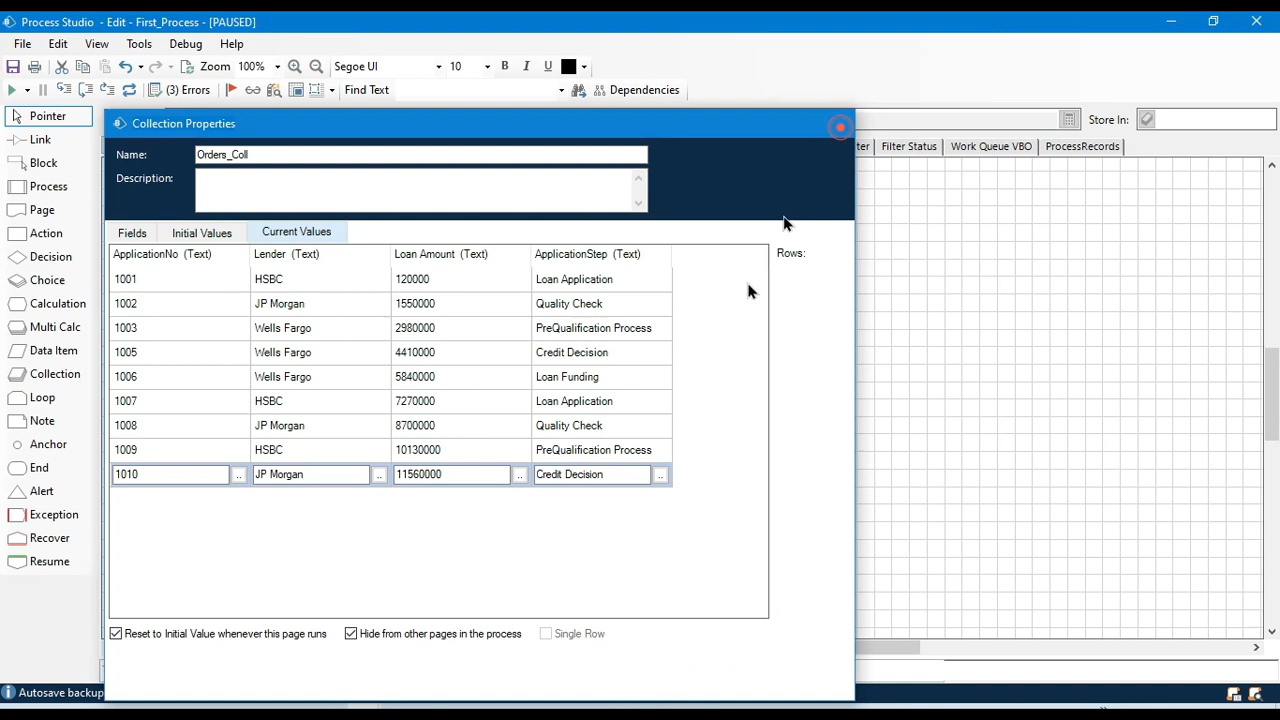 Process Studio - Edit - First_Process - [PAUSED]
File Edit View Tools Debug Help
Zoom 100% Segoe UI 10 B I U
(3) Errors Find Text Dependencies
Pointer
Link
Block
Process
Page
Action
Decision
Choice
Calculation
Multi Calc
Data Item
Collection
Loop
Note
Anchor
End
Alert
Exception
Recover
Resume
Collection Properties
Name: Orders_Coll
Description:
Fields Initial Values Current Values
ApplicationNo (Text) Lender (Text) Loan Amount (Text) ApplicationStep (Text)
1001 HSBC 120000 Loan Application
1002 JP Morgan 1550000 Quality Check
1003 Wells Fargo 2980000 PreQualification Process
1005 Wells Fargo 4410000 Credit Decision
1006 Wells Fargo 5840000 Loan Funding
1007 HSBC 7270000 Loan Application
1008 JP Morgan 8700000 Quality Check
1009 HSBC 10130000 PreQualification Process
1010 .. JP Morgan .. 11560000 .. Credit Decision ..
Rows:
Reset to Initial Value whenever this page runs Hide from other pages in the process Single Row
Store In:
ter Filter Status Work Queue VBO ProcessRecords
Autosave backup